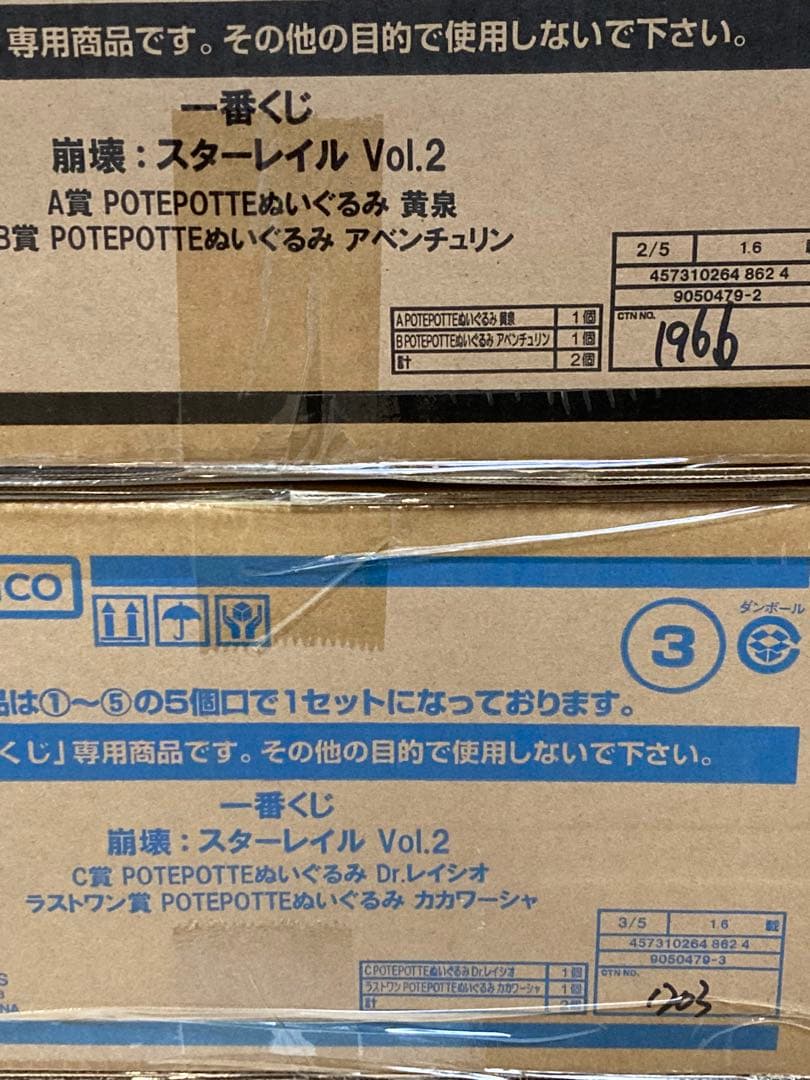 専用商品です。その他の目的で使用しないで下さい。
一番くじ
崩壊：スターレイル Vol.2
A賞 POTEPOTTEぬいぐるみ 黄泉
B賞 POTEPOTTEぬいぐるみ アベンチュリン
2/5 1.6
457310264 862 4
9050479-2
CTN NO.
1966
A POTEPOTTEぬいぐるみ 黄泉 1個
B POTEPOTTEぬいぐるみ アベンチュリン 1個
計 2個
CO
3
ダンボール
品は①〜⑤の5個口で1セットになっております。
くじ」専用商品です。その他の目的で使用しないで下さい。
一番くじ
崩壊：スターレイル Vol.2
C賞 POTEPOTTEぬいぐるみ Dr.レイシオ
ラストワン賞 POTEPOTTEぬいぐるみ カカワーシャ
3/5 1.6
457310264 862 4
9050479-3
CTN NO.
1203
C POTEPOTTEぬいぐるみ Dr.レイシオ 1個
ラストワン POTEPOTTEぬいぐるみ カカワーシャ 1個
計 2個